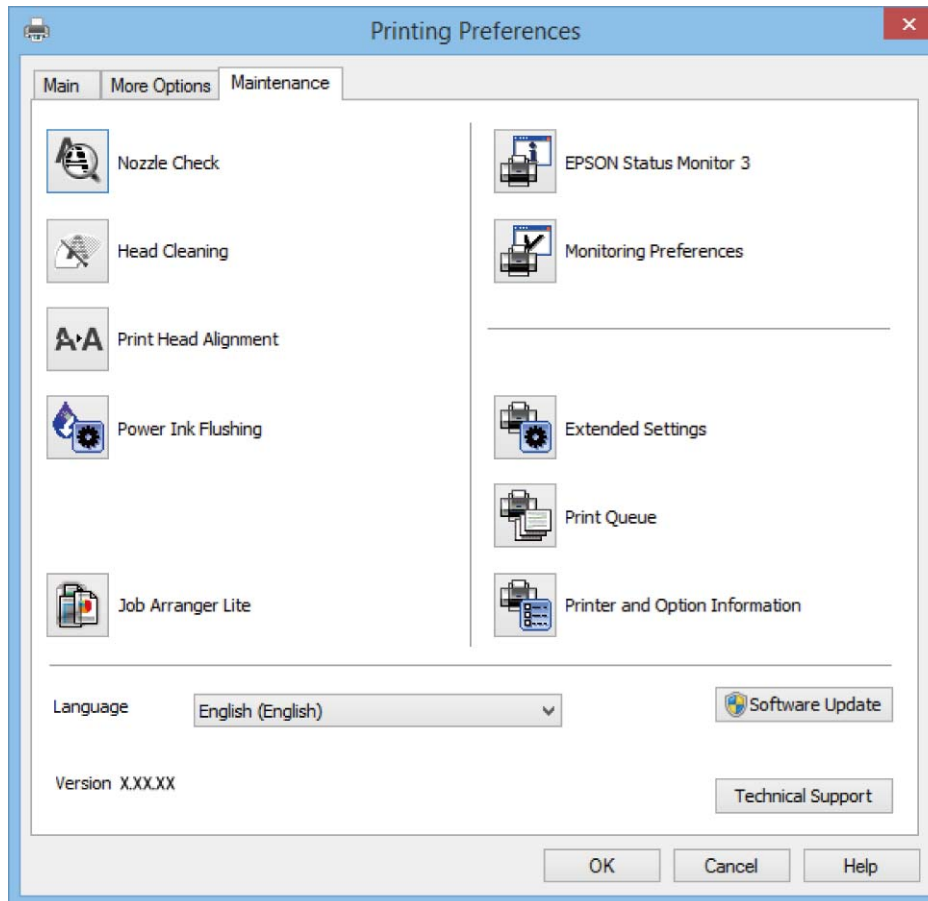 Printing Preferences
Main
More Options
Maintenance
Nozzle Check
Head Cleaning
Print Head Alignment
Power Ink Flushing
Job Arranger Lite
EPSON Status Monitor 3
Monitoring Preferences
Extended Settings
Print Queue
Printer and Option Information
Language
English (English)
Software Update
Version X.XX.XX
Technical Support
OK
Cancel
Help